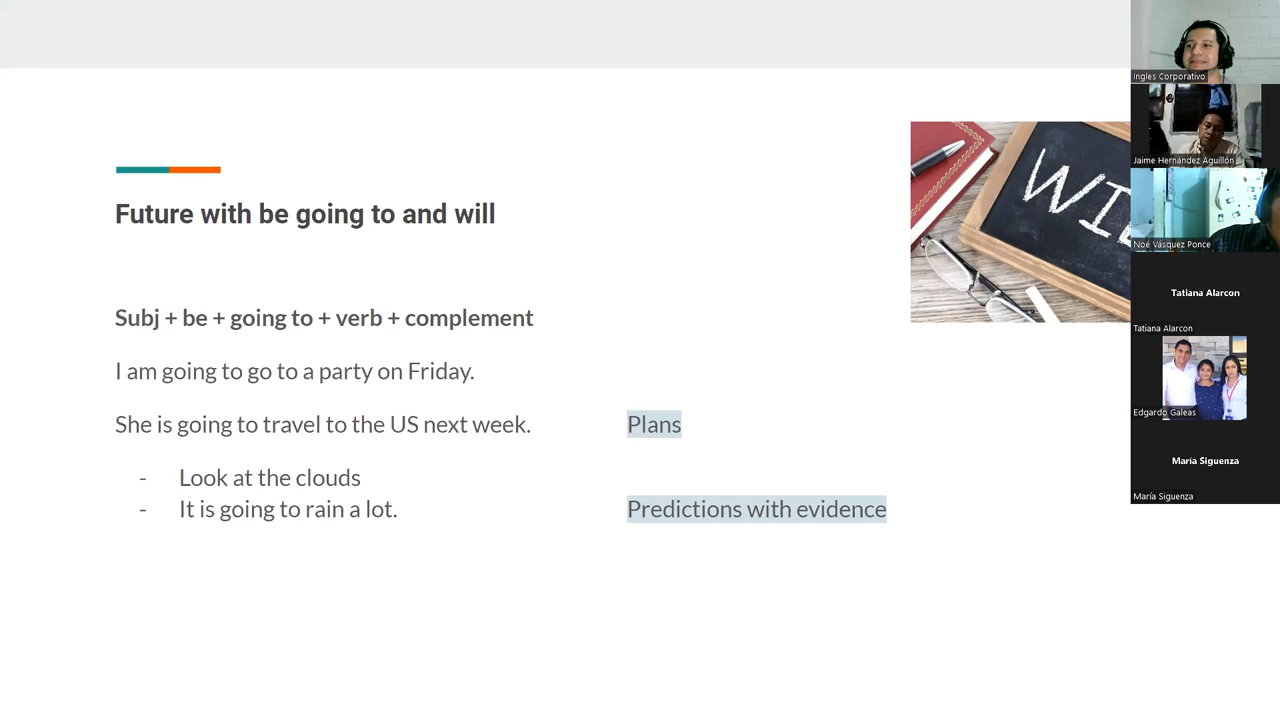 Future with be going to and will
Subj + be + going to + verb + complement
I am going to go to a party on Friday.
She is going to travel to the US next week.
Plans
- Look at the clouds
- It is going to rain a lot.
Predictions with evidence
WI
Ingles Corporativo
Jaime Hernández Aguillón
Noé Vásquez Ponce
Tatiana Alarcon
Tatiana Alarcon
Edgardo Galeas
Maria Siguenza
María Siguenza